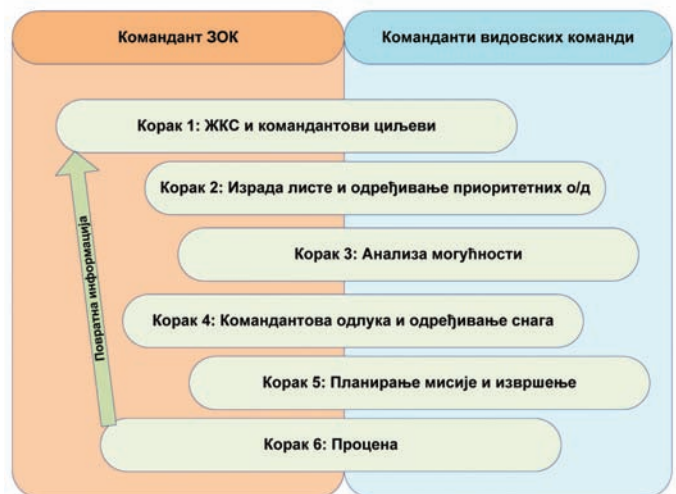 Командант ЗОК
Команданти видовских команди
Корак 1: ЖКС и командантови циљеви
Корак 2: Израда листе и одређивање приоритетних о/д
Корак 3: Анализа могућности
Корак 4: Командантова одлука и одређивање снага
Корак 5: Планирање мисије и извршење
Корак 6: Процена
Повратна информација